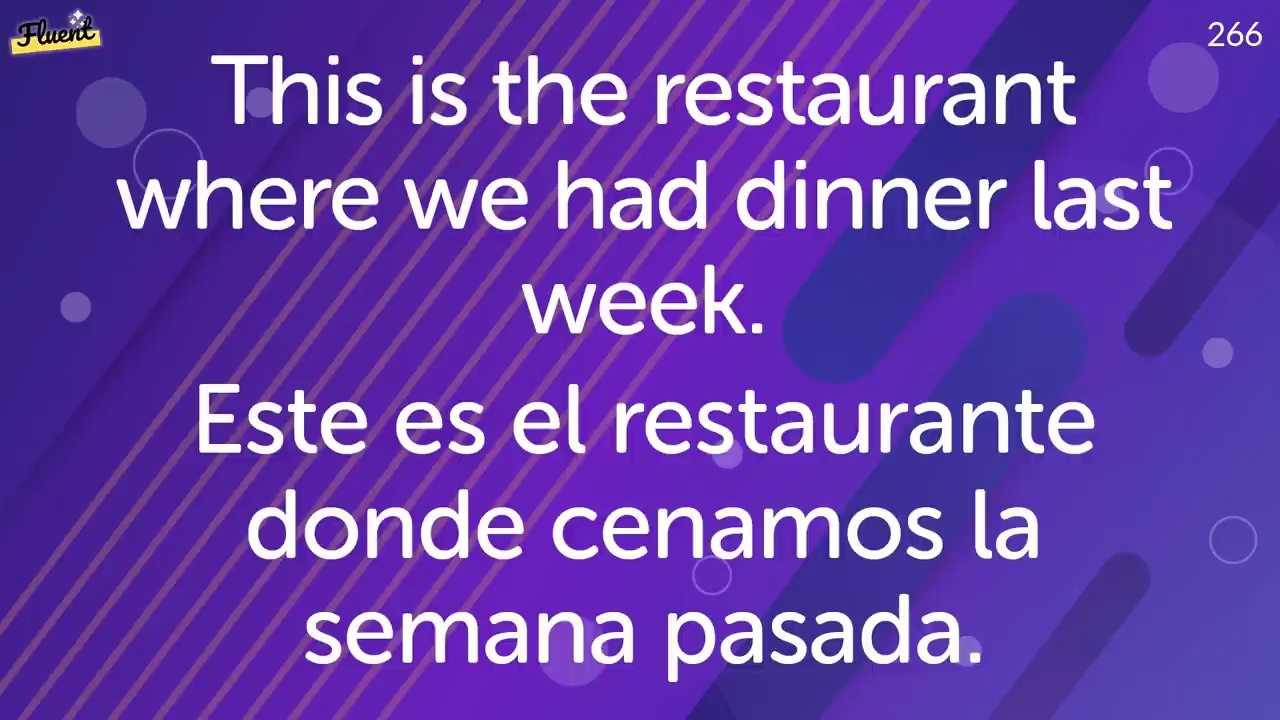 Fluent
266
This is the restaurant
where we had dinner last
week.
Este es el restaurante
donde cenamos la
semana pasada.